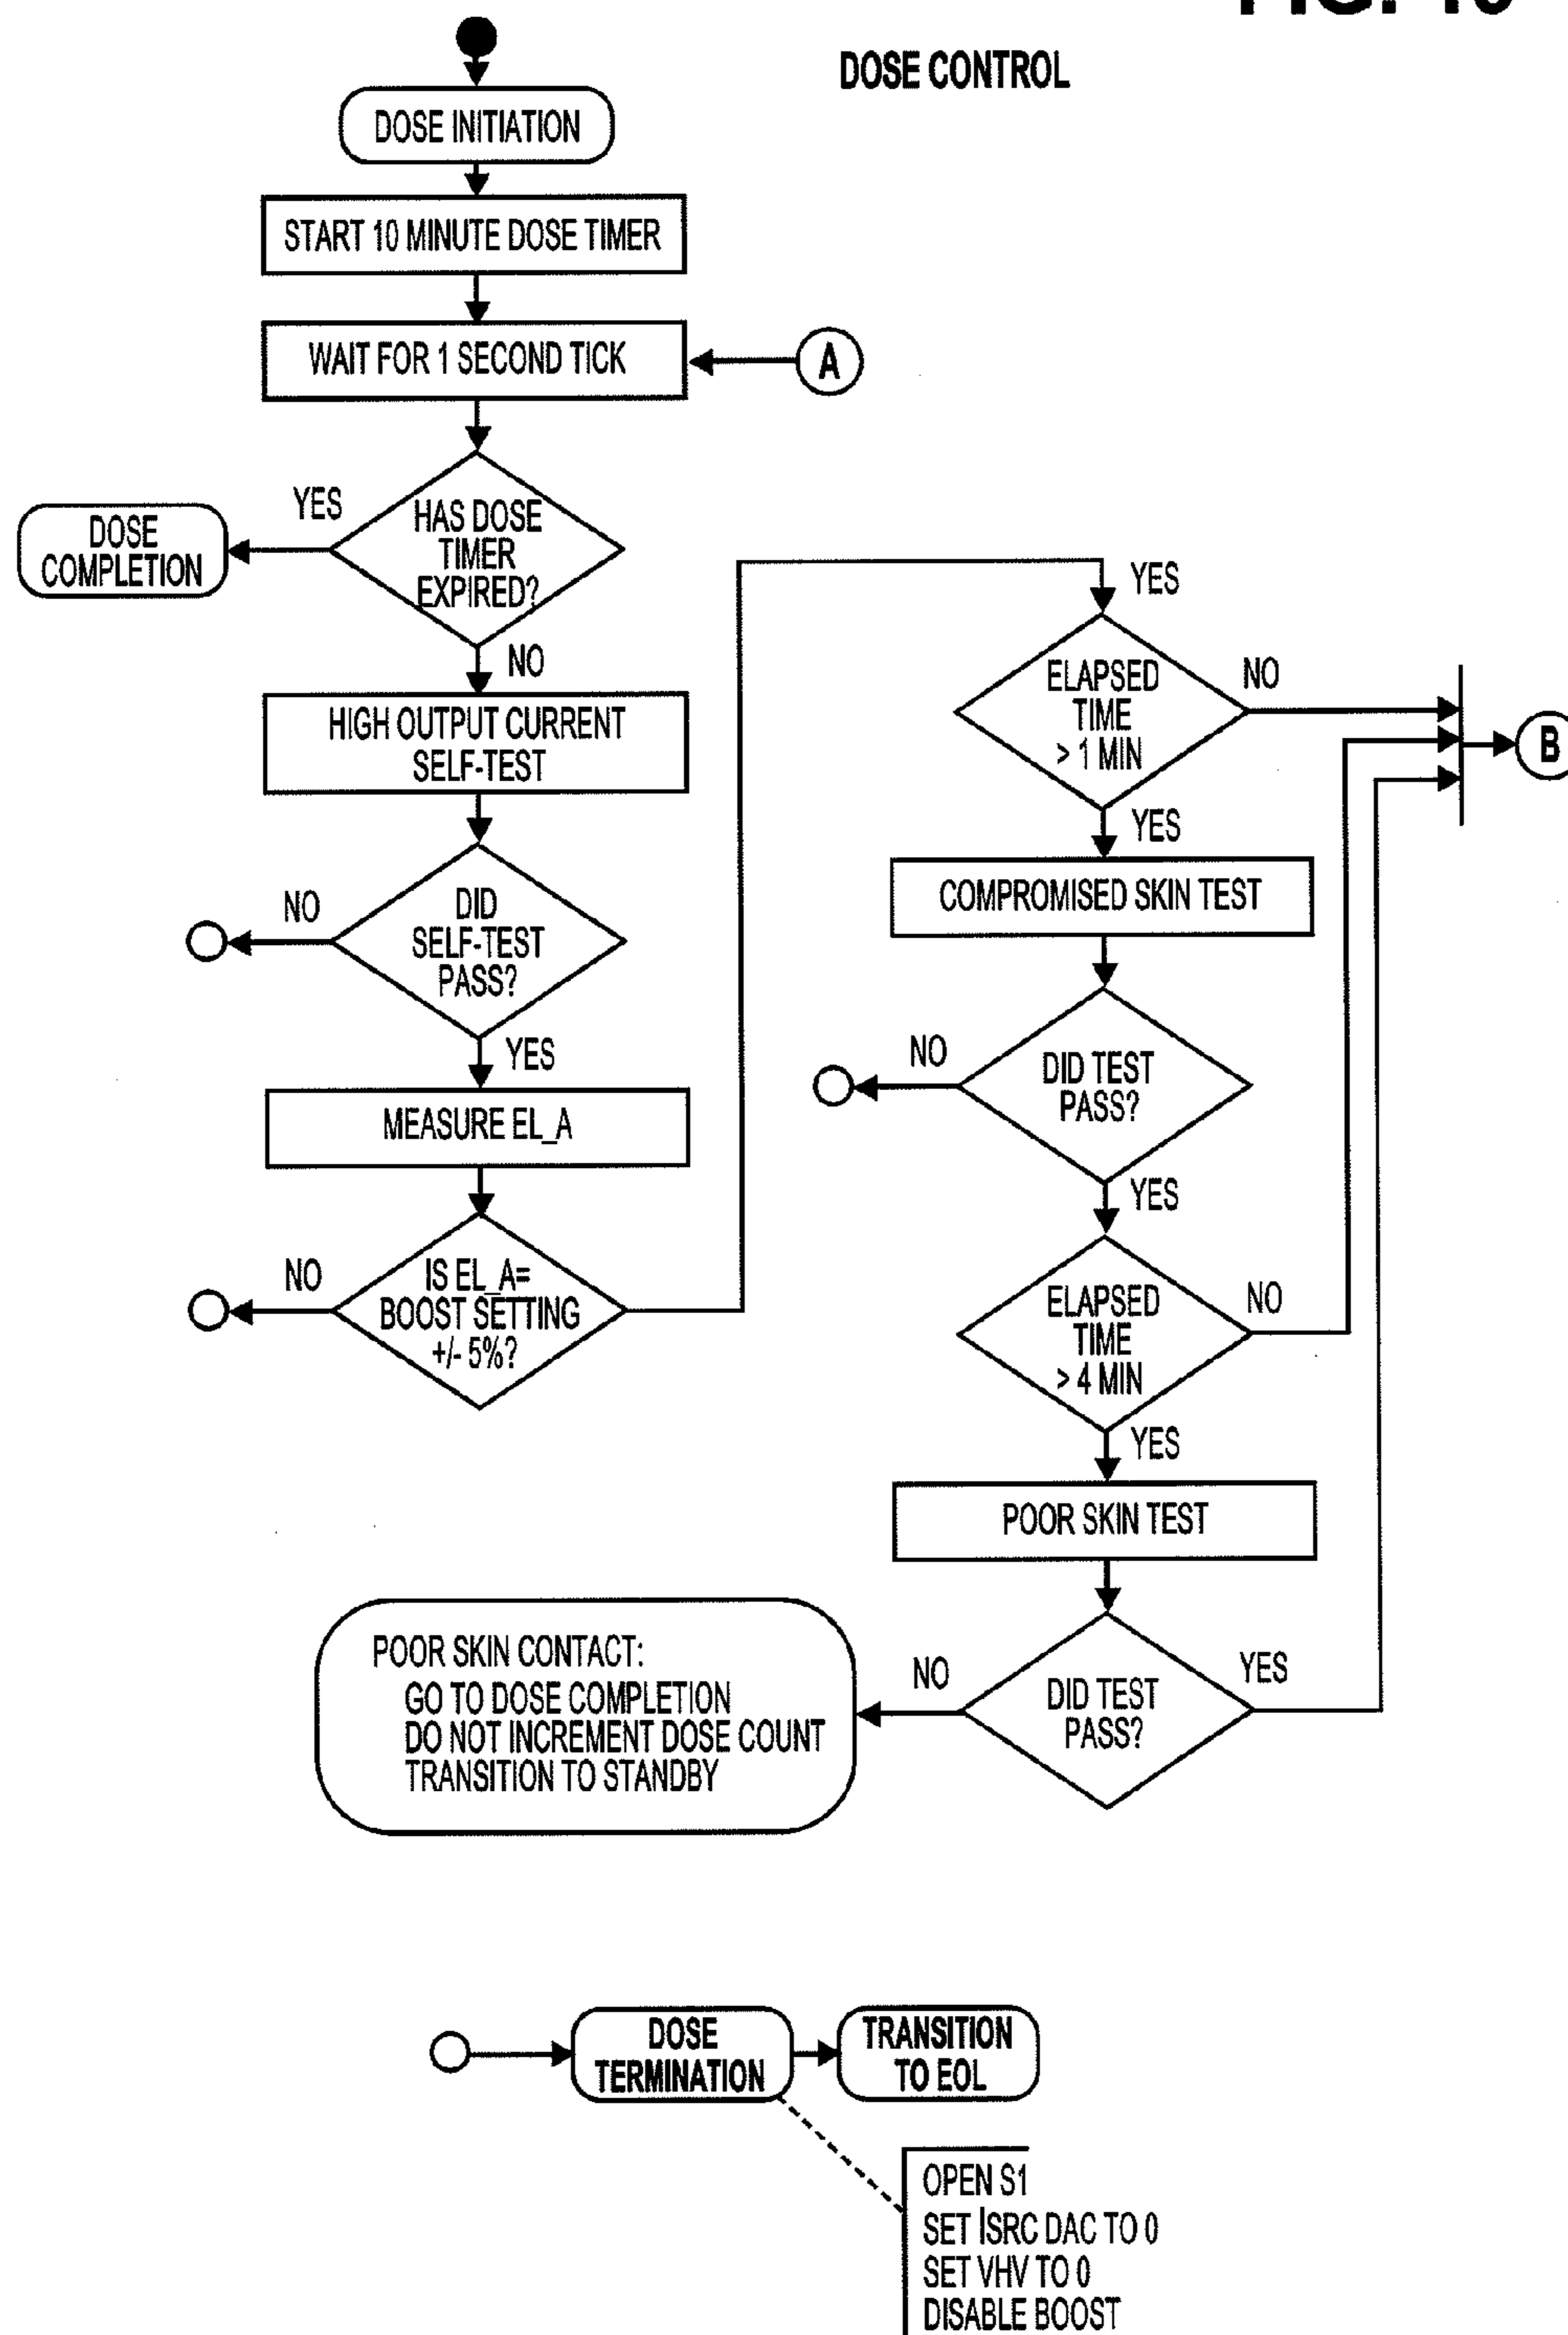 DOSE CONTROL
DOSE INITIATION
START 10 MINUTE DOSE TIMER
WAIT FOR 1 SECOND TICK
A
HAS DOSE
TIMER
EXPIRED?
YES
DOSE
COMPLETION
NO
HIGH OUTPUT CURRENT
SELF-TEST
DID
SELF-TEST
PASS?
NO
YES
MEASURE EL_A
IS EL_A=
BOOST SETTING
+/- 5%?
NO
YES
ELAPSED
TIME
> 1 MIN
NO
B
YES
COMPROMISED SKIN TEST
DID TEST
PASS?
NO
YES
ELAPSED
TIME
> 4 MIN
NO
YES
POOR SKIN TEST
DID TEST
PASS?
YES
NO
POOR SKIN CONTACT:
GO TO DOSE COMPLETION
DO NOT INCREMENT DOSE COUNT
TRANSITION TO STANDBY
DOSE
TERMINATION
TRANSITION
TO EOL
OPEN S1
SET ISRC DAC TO 0
SET VHV TO 0
DISABLE BOOST